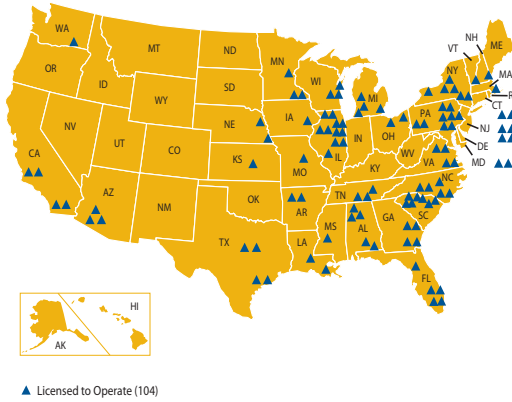 WA
MT
ND
MN
VT
NH
ME
OR
ID
SD
WI
MI
NY
MA
R
CT
WY
NE
IA
PA
NJ
NV
UT
CO
KS
MO
IL
IN
OH
WV
DE
MD
CA
VA
KY
AZ
NM
OK
AR
TN
NC
SC
TX
LA
MS
AL
GA
FL
HI
AK
Licensed to Operate (104)